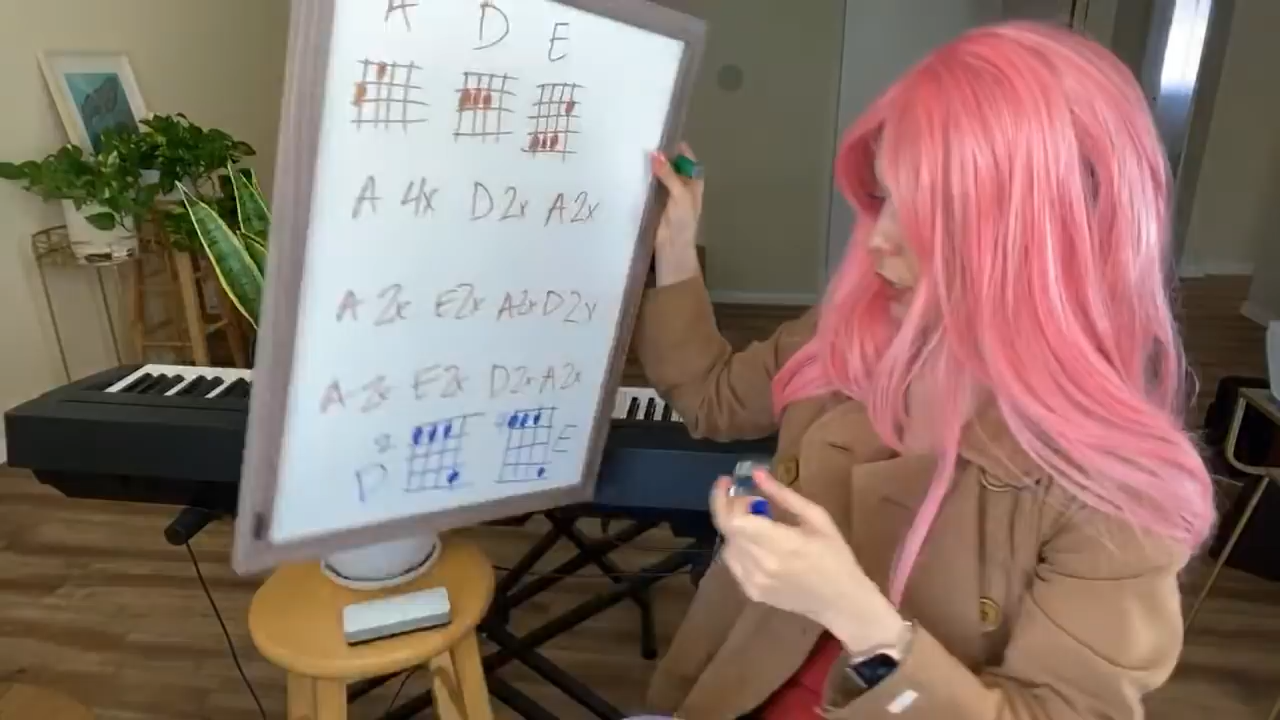 A D E
A 4x D 2x A 2x
A 2x E 2x A 2x D 2x
A 2x E 2x D 2x A 2x
D E